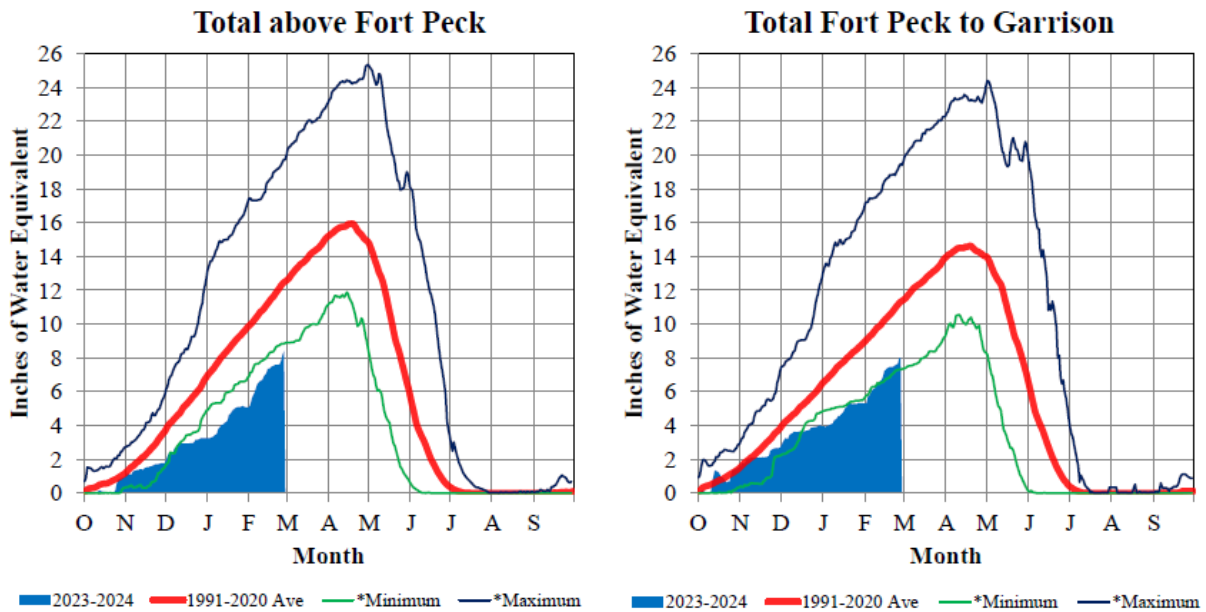 Total above Fort Peck
Inches of Water Equivalent
26
24
22
20
18
16
14
12
10
8
6
4
2
0
O N D J F M A M J J A S
Month
2023-2024 1991-2020 Ave *Minimum *Maximum
Total Fort Peck to Garrison
Inches of Water Equivalent
26
24
22
20
18
16
14
12
10
8
6
4
2
0
O N D J F M A M J J A S
Month
2023-2024 1991-2020 Ave *Minimum *Maximum